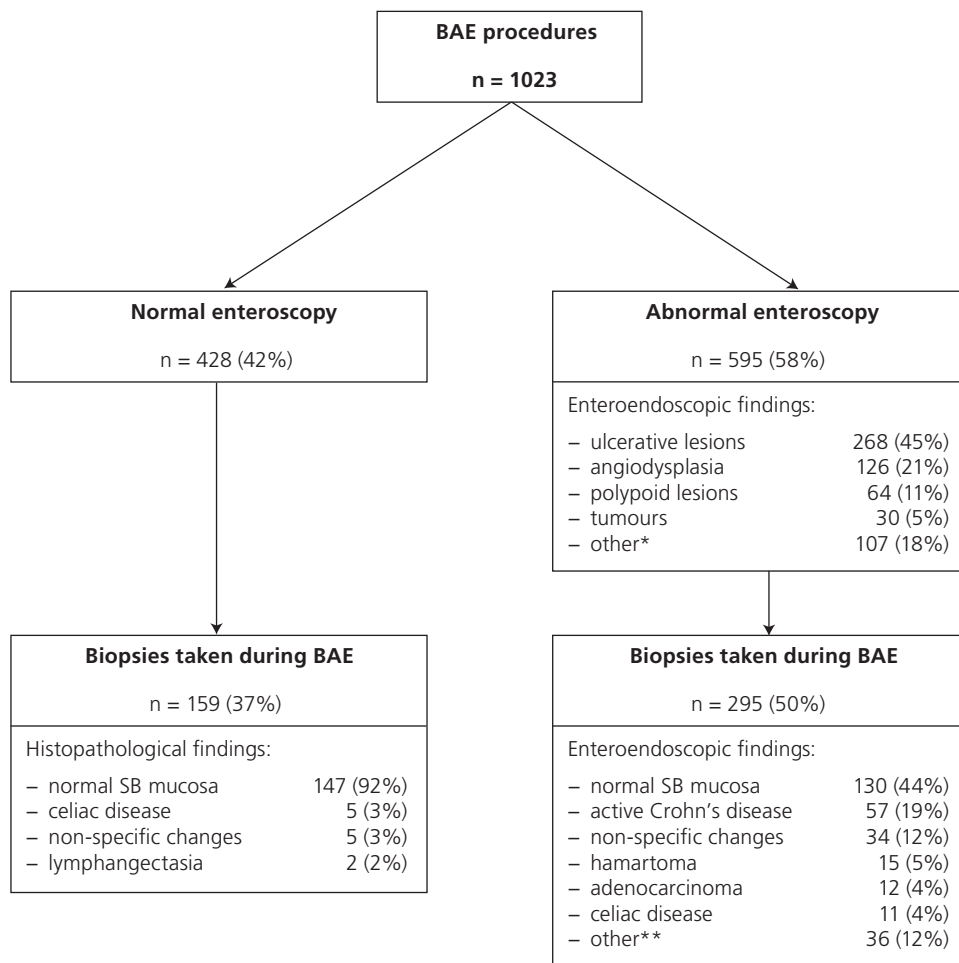 BAE procedures
n = 1023
Normal enteroscopy
n = 428 (42%)
Abnormal enteroscopy
n = 595 (58%)
Enteroendoscopic findings:
– ulcerative lesions 268 (45%)
– angiodysplasia 126 (21%)
– polypoid lesions 64 (11%)
– tumours 30 (5%)
– other* 107 (18%)
Biopsies taken during BAE
n = 159 (37%)
Histopathological findings:
– normal SB mucosa 147 (92%)
– celiac disease 5 (3%)
– non-specific changes 5 (3%)
– lymphangectasia 2 (2%)
Biopsies taken during BAE
n = 295 (50%)
Enteroendoscopic findings:
– normal SB mucosa 130 (44%)
– active Crohn's disease 57 (19%)
– non-specific changes 34 (12%)
– hamartoma 15 (5%)
– adenocarcinoma 12 (4%)
– celiac disease 11 (4%)
– other** 36 (12%)